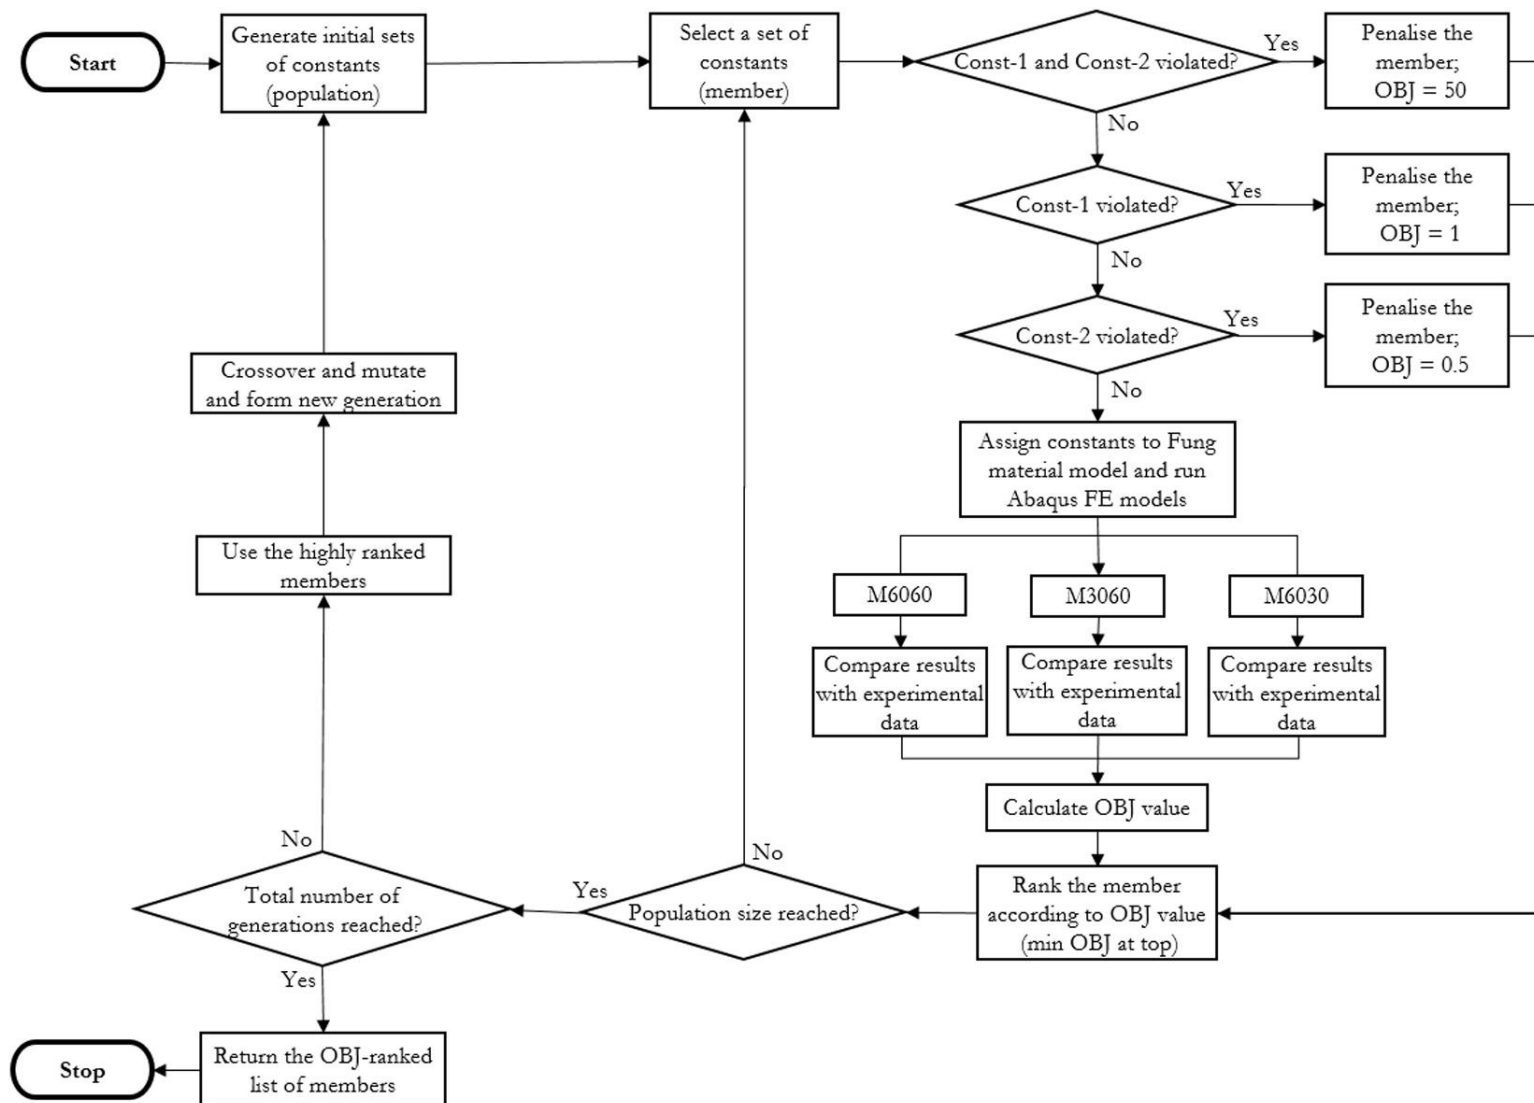 Start
Generate initial sets
of constants
(population)
Select a set of
constants
(member)
Const-1 and Const-2 violated?
Yes
Penalise the
member;
OBJ = 50
No
Const-1 violated?
Yes
Penalise the
member;
OBJ = 1
No
Const-2 violated?
Yes
Penalise the
member;
OBJ = 0.5
No
Assign constants to Fung
material model and run
Abaqus FE models
M6060
M3060
M6030
Compare results
with experimental
data
Compare results
with experimental
data
Compare results
with experimental
data
Calculate OBJ value
Rank the member
according to OBJ value
(min OBJ at top)
Population size reached?
No
Yes
Total number of
generations reached?
No
Use the highly ranked
members
Crossover and mutate
and form new generation
Yes
Return the OBJ-ranked
list of members
Stop